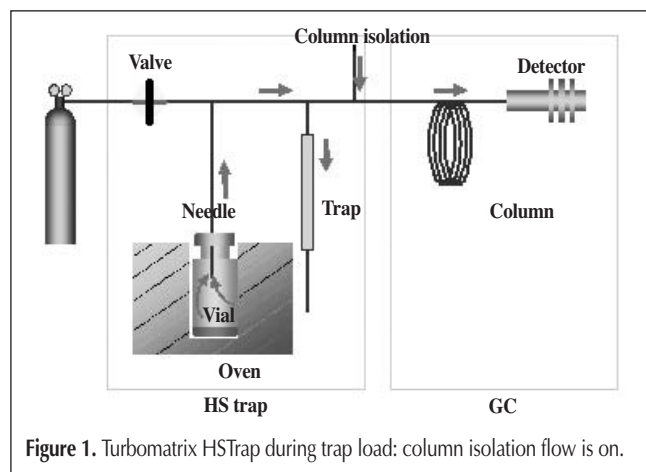 Column isolation
Valve
Detector
Needle
Trap
Column
Vial
Oven
HS trap
GC
Figure 1. Turbomatrix HSTrap during trap load: column isolation flow is on.